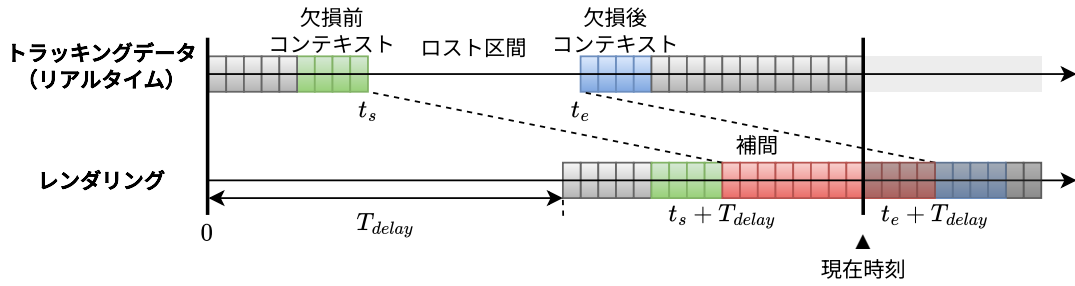 欠損前
コンテキスト
ロスト区間
欠損後
コンテキスト
トラッキングデータ
(リアルタイム)
t_s
t_e
補間
レンダリング
t_s + T_delay
t_e + T_delay
T_delay
0
▲
現在時刻